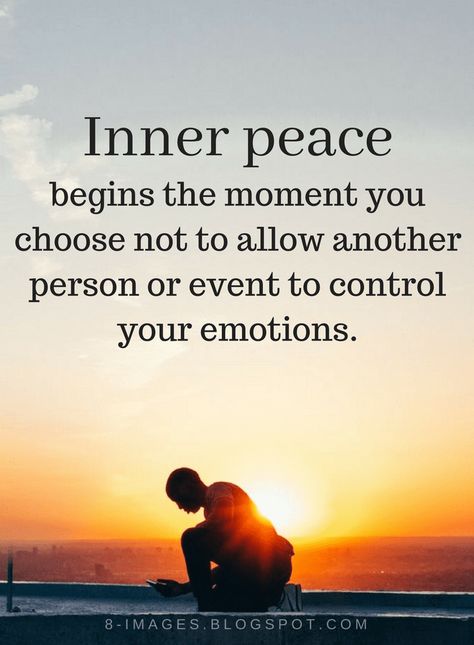 Inner peace
begins the moment you
choose not to allow another
person or event to control
your emotions.
8-IMAGES.BLOGSPOT.COM